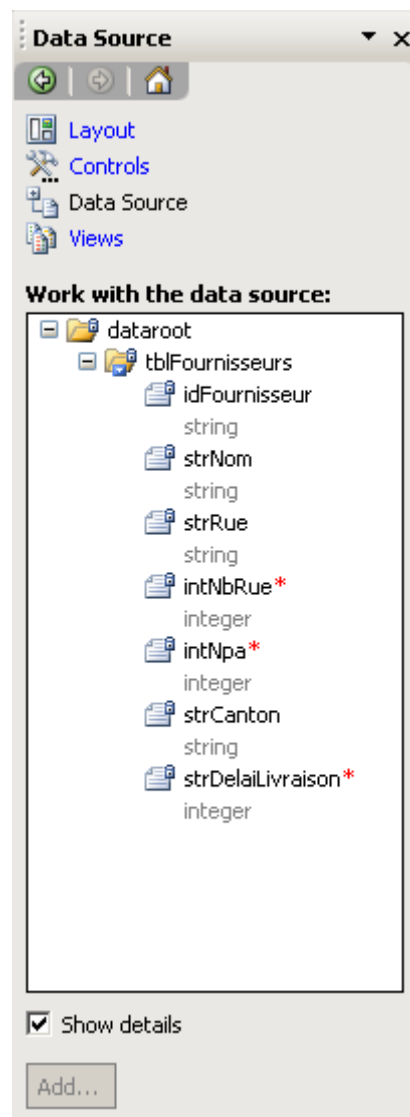 Data Source
Layout
Controls
Data Source
Views
Work with the data source:
dataroot
tblFournisseurs
idFournisseur
string
strNom
string
strRue
string
intNbRue*
integer
intNpa*
integer
strCanton
string
strDelaiLivraison*
integer
Show details
Add...